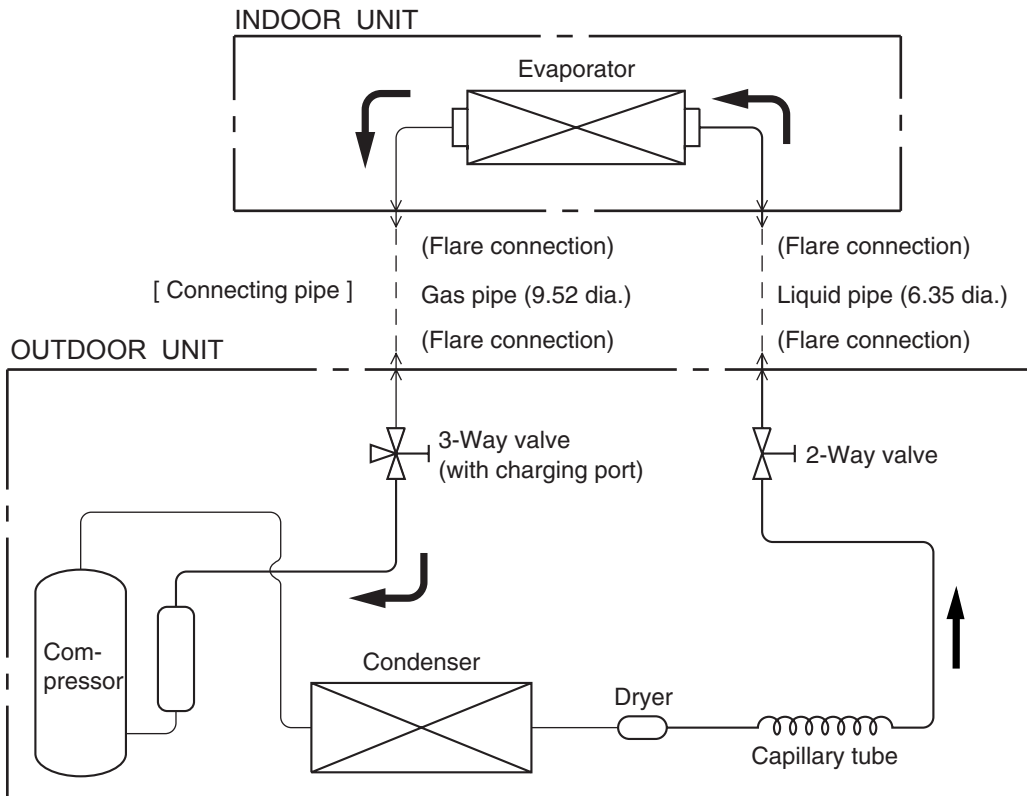 INDOOR UNIT
Evaporator
(Flare connection)
(Flare connection)
[ Connecting pipe ]
Gas pipe (9.52 dia.)
Liquid pipe (6.35 dia.)
(Flare connection)
(Flare connection)
OUTDOOR UNIT
3-Way valve
(with charging port)
2-Way valve
Com-
pressor
Condenser
Dryer
Capillary tube